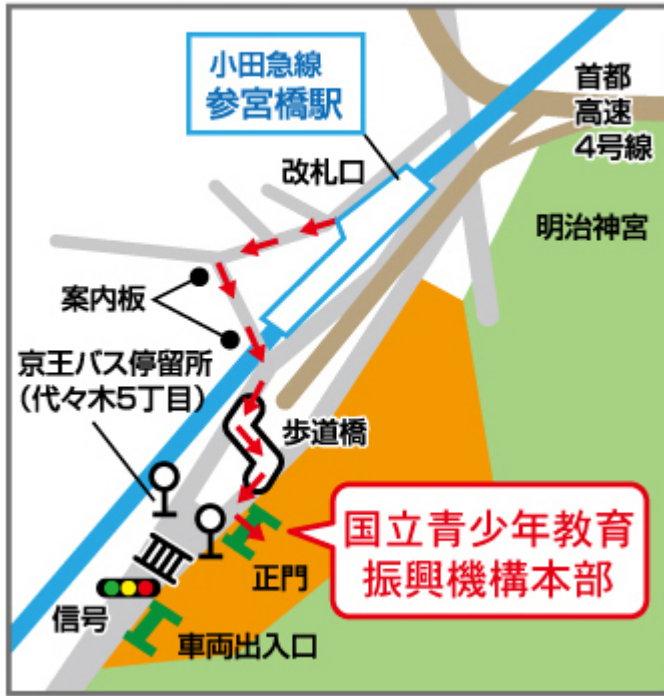 小田急線
参宮橋駅
首都
高速
4号線
改札口
明治神宮
案内板
京王バス停留所
(代々木5丁目)
歩道橋
国立青少年教育
振興機構本部
正門
信号
車両出入口